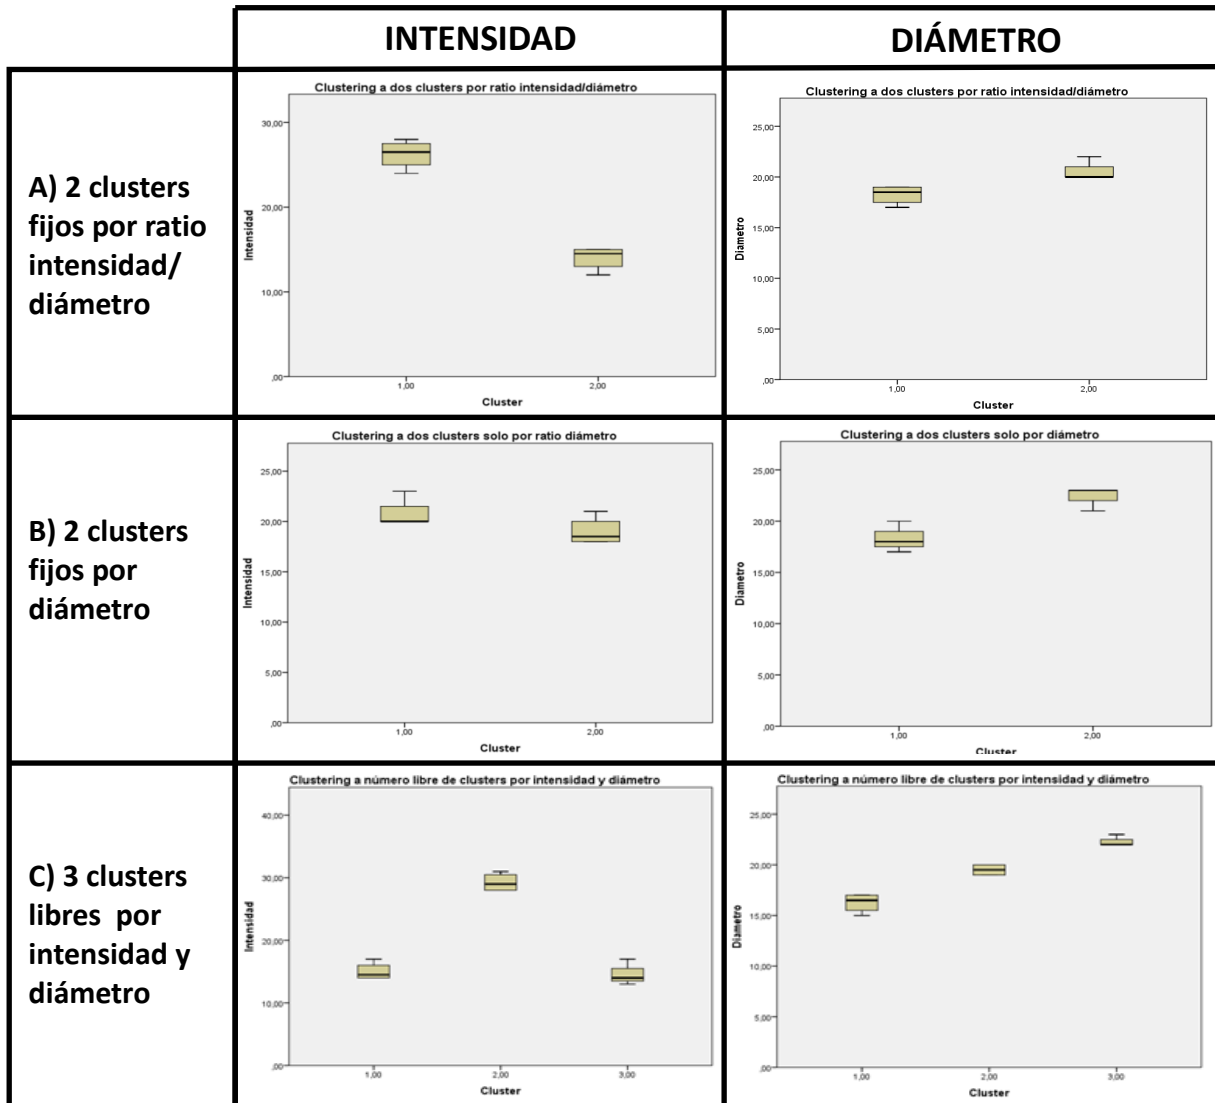 INTENSIDAD
DIÁMETRO
A) 2 clusters
fijos por ratio
intensidad/
diámetro
Clustering a dos clusters por ratio intensidad/diámetro
30,00
20,00
10,00
,00
Intensidad
1,00
2,00
Cluster
Clustering a dos clusters por ratio intensidad/diámetro
25,00
20,00
15,00
10,00
5,00
,00
Diametro
1,00
2,00
Cluster
B) 2 clusters
fijos por
diámetro
Clustering a dos clusters solo por ratio diámetro
25,00
20,00
15,00
10,00
5,00
,00
Intensidad
1,00
2,00
Cluster
Clustering a dos clusters solo por diámetro
25,00
20,00
15,00
10,00
5,00
,00
Diametro
1,00
2,00
Cluster
C) 3 clusters
libres por
intensidad y
diámetro
Clustering a número libre de clusters por intensidad y diámetro
40,00
30,00
20,00
10,00
,00
Intensidad
1,00
2,00
3,00
Cluster
Clustering a número libre de clusters por intensidad y diámetro
25,00
20,00
15,00
10,00
5,00
,00
Diametro
1,00
2,00
3,00
Cluster